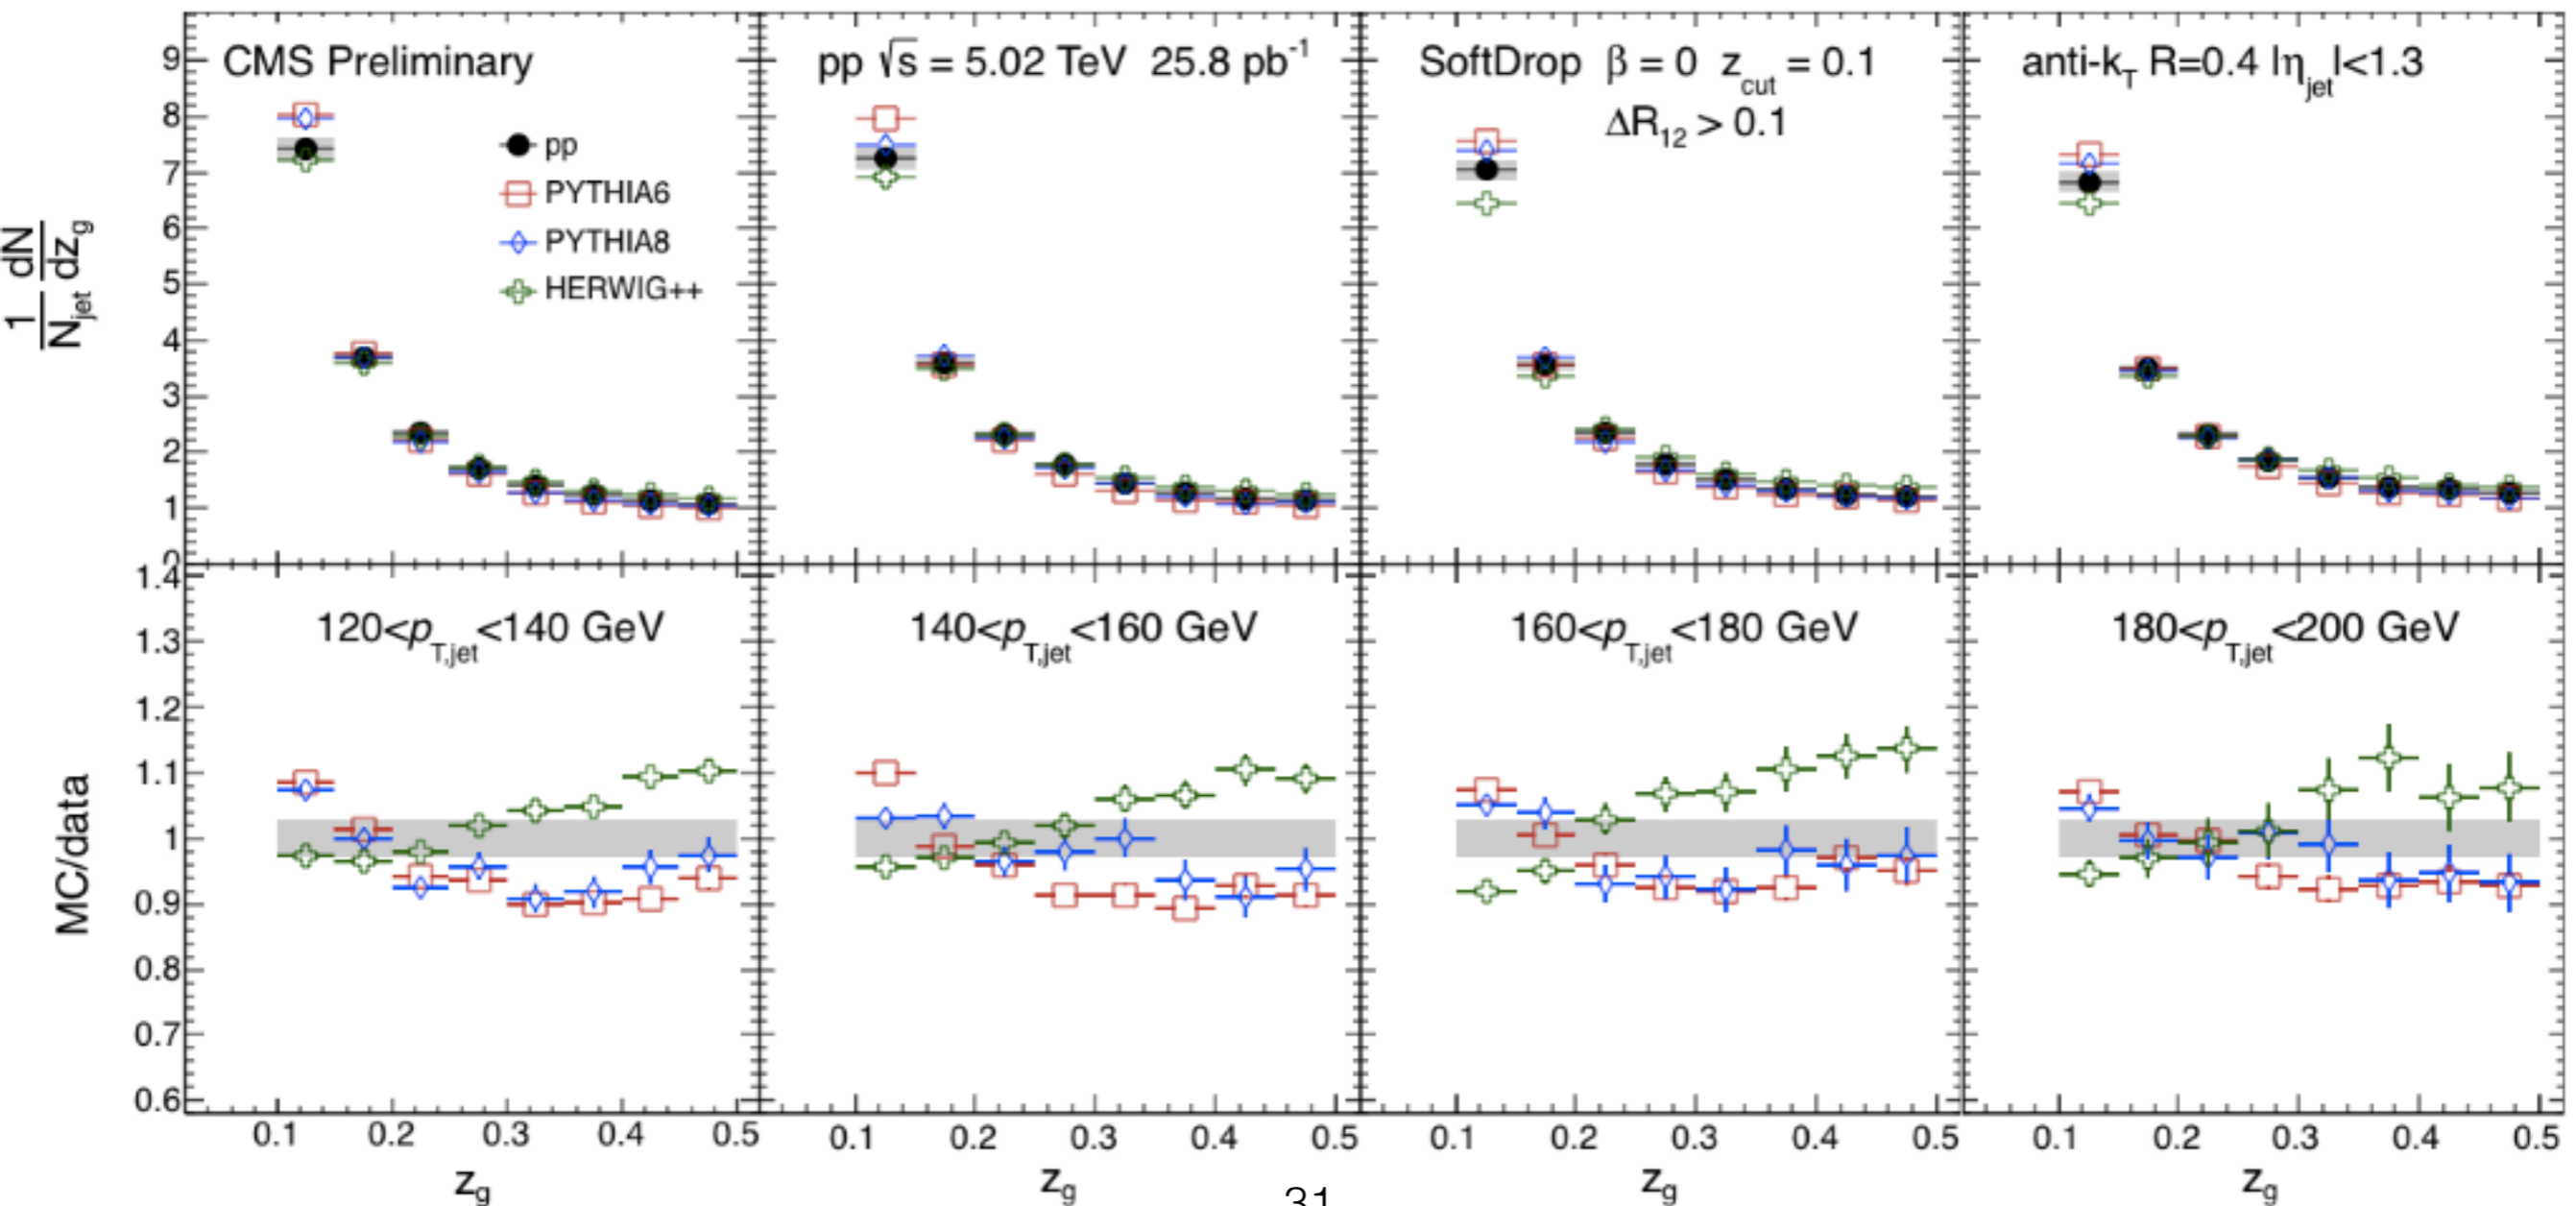 CMS Preliminary
pp √s = 5.02 TeV 25.8 pb⁻¹
SoftDrop β = 0 z_cut = 0.1
ΔR₁₂ > 0.1
anti-k_T R=0.4 |η_jet|<1.3
pp
PYTHIA6
PYTHIA8
HERWIG++
1/N_jet dN/dz_g
9
8
7
6
5
4
3
2
1
120<p_T,jet<140 GeV
140<p_T,jet<160 GeV
160<p_T,jet<180 GeV
180<p_T,jet<200 GeV
MC/data
1.4
1.3
1.2
1.1
1
0.9
0.8
0.7
0.6
0.1 0.2 0.3 0.4 0.5
0.1 0.2 0.3 0.4 0.5
0.1 0.2 0.3 0.4 0.5
0.1 0.2 0.3 0.4 0.5
z_g
z_g
z_g
z_g